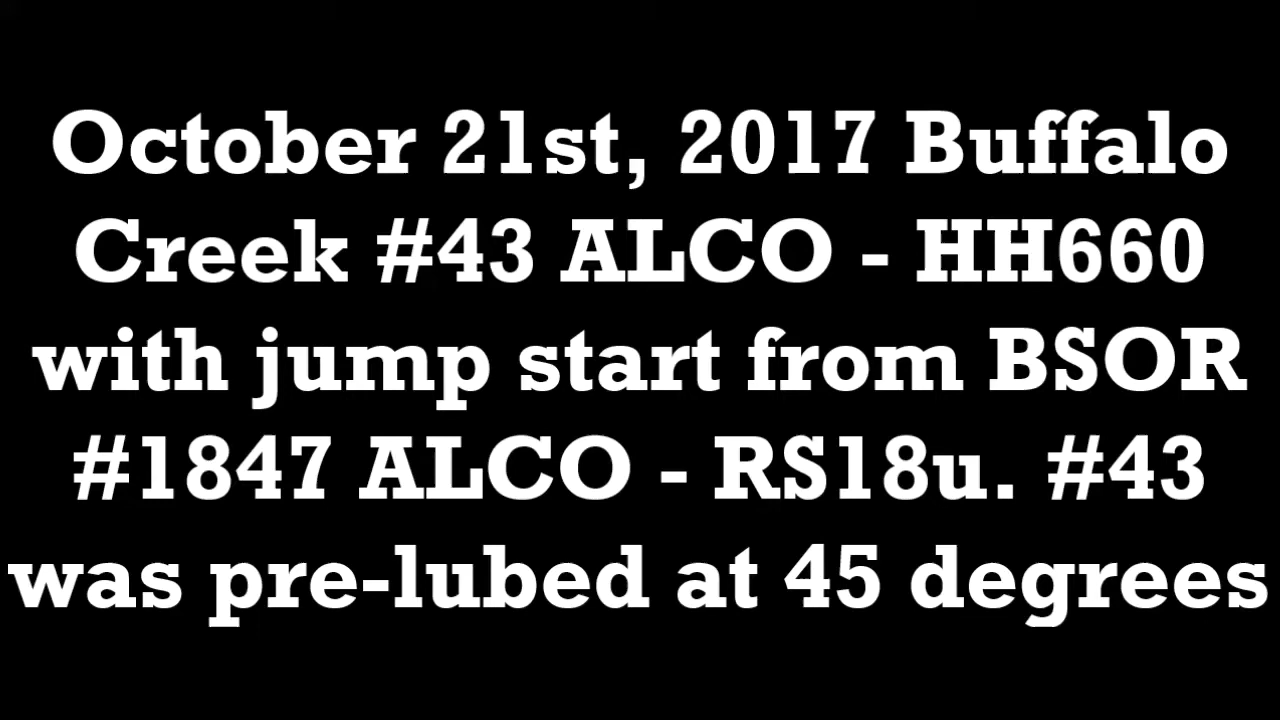 October 21st, 2017 Buffalo
Creek #43 ALCO - HH660
with jump start from BSOR
#1847 ALCO - RS18u. #43
was pre-lubed at 45 degrees